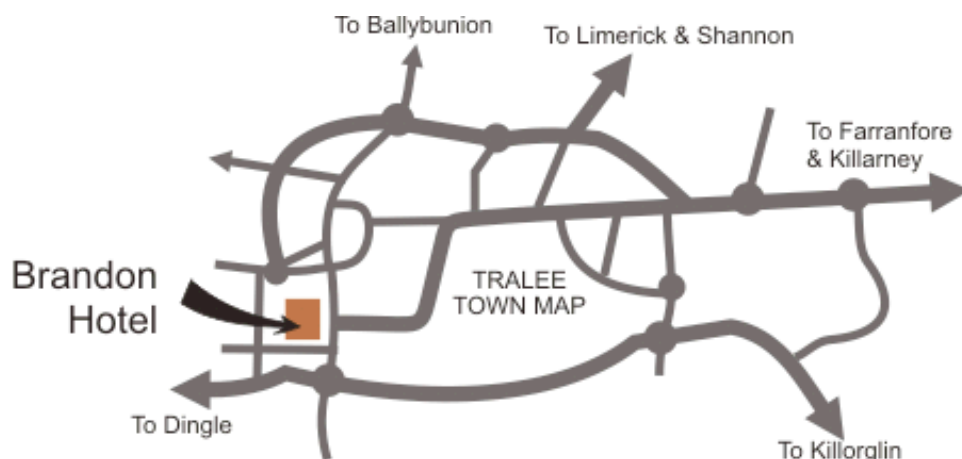 To Ballybunion
To Limerick & Shannon
To Farranfore
& Killarney
Brandon
Hotel
TRALEE
TOWN MAP
To Dingle
To Killorglin